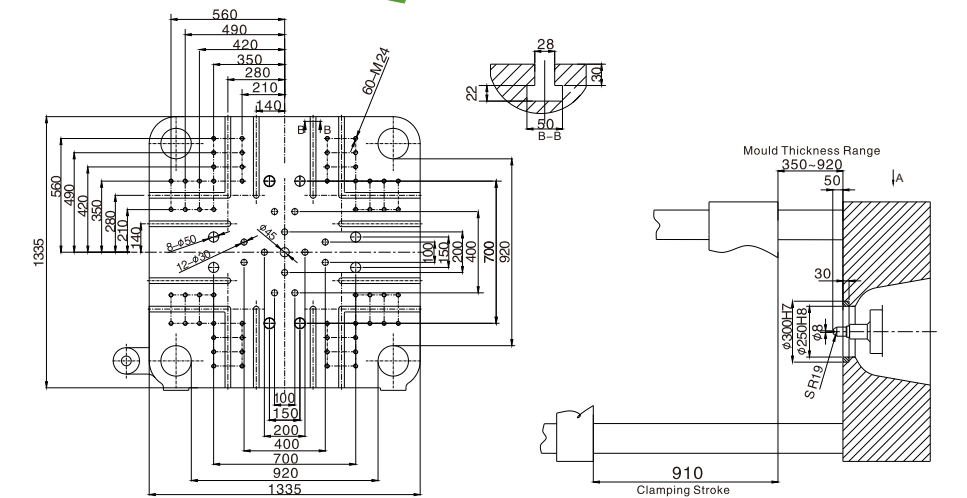 560
490
420
350
280
210
140
60-M24
B B
560
490
420
350
280
210
140
1335
8-Φ50
12-Φ30
Φ45
100
150
200
400
700
920
100
150
200
400
700
920
1335
28
30
22
50
B-B
Mould Thickness Range
350~920
50
A
30
Φ300H7
Φ250H8
Φ8
SR19
910
Clamping Stroke